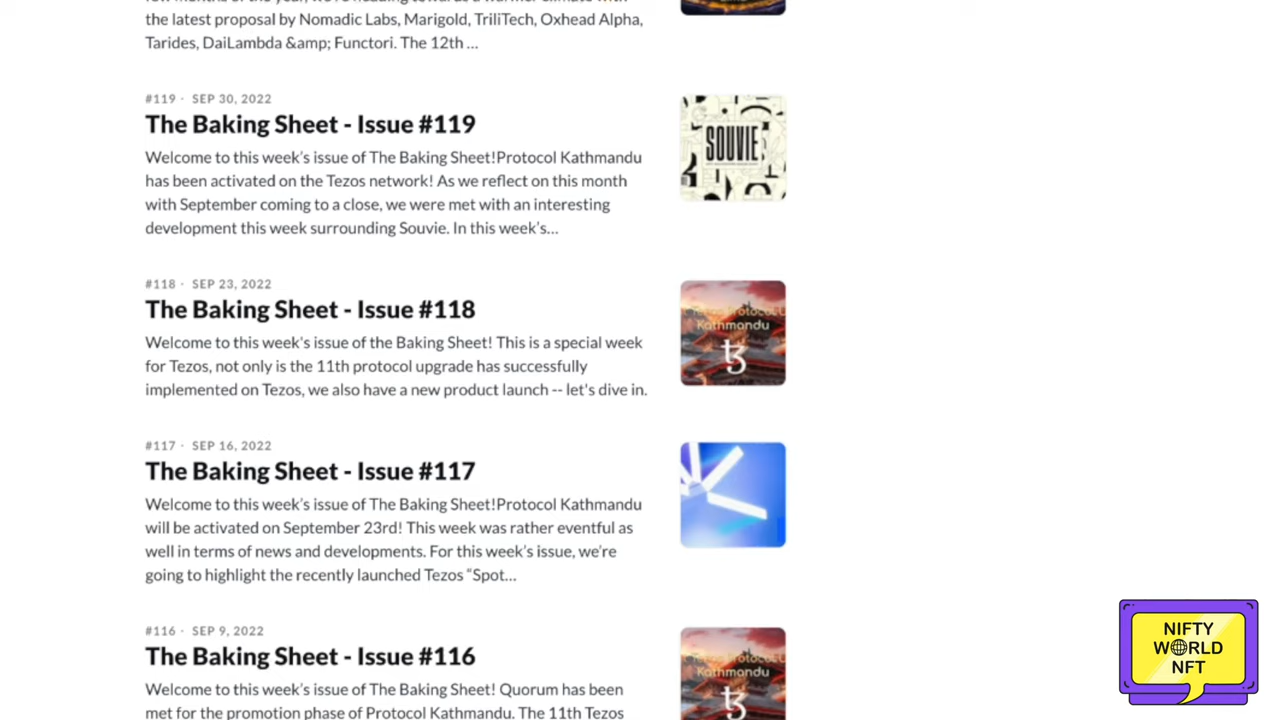 the latest proposal by Nomadic Labs, Marigold, TriliTech, Oxhead Alpha,
Tarides, DaiLambda &amp; Functori. The 12th ...
#119 · SEP 30, 2022
The Baking Sheet - Issue #119
Welcome to this week’s issue of The Baking Sheet!Protocol Kathmandu
has been activated on the Tezos network! As we reflect on this month
with September coming to a close, we were met with an interesting
development this week surrounding Souvie. In this week’s...
SOUVIE
#118 · SEP 23, 2022
The Baking Sheet - Issue #118
Welcome to this week's issue of the Baking Sheet! This is a special week
for Tezos, not only is the 11th protocol upgrade has successfully
implemented on Tezos, we also have a new product launch -- let's dive in.
Tezos Protocol
Kathmandu
#117 · SEP 16, 2022
The Baking Sheet - Issue #117
Welcome to this week’s issue of The Baking Sheet!Protocol Kathmandu
will be activated on September 23rd! This week was rather eventful as
well in terms of news and developments. For this week’s issue, we’re
going to highlight the recently launched Tezos “Spot...
#116 · SEP 9, 2022
The Baking Sheet - Issue #116
Welcome to this week’s issue of The Baking Sheet! Quorum has been
met for the promotion phase of Protocol Kathmandu. The 11th Tezos
Tezos Protocol
Kathmandu
NIFTY
WORLD
NFT